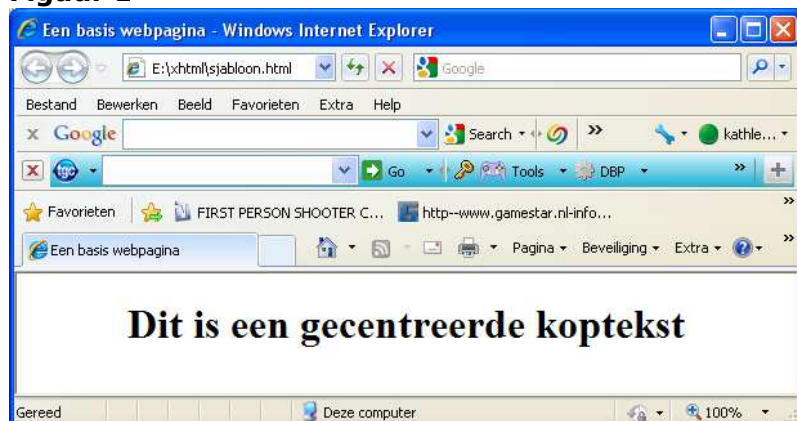 Een basis webpagina - Windows Internet Explorer
E:\xhtml\sjabloon.html Google
Bestand Bewerken Beeld Favorieten Extra Help
x Google Search » kathle...
Go Tools DBP »
Favorieten FIRST PERSON SHOOTER C... http--www.gamestar.nl-info... »
Een basis webpagina Pagina Beveiliging Extra »
Dit is een gecentreerde koptekst
Gereed Deze computer 100%